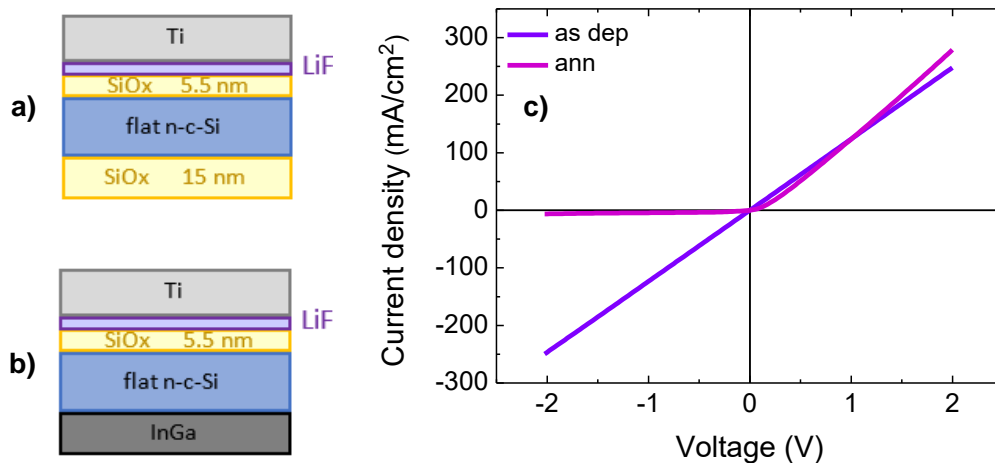 a)
Ti
LiF
SiOx 5.5 nm
flat n-c-Si
SiOx 15 nm
b)
Ti
LiF
SiOx 5.5 nm
flat n-c-Si
InGa
c)
as dep
ann
Current density (mA/cm²)
300
200
100
0
-100
-200
-300
-2
-1
0
1
2
Voltage (V)